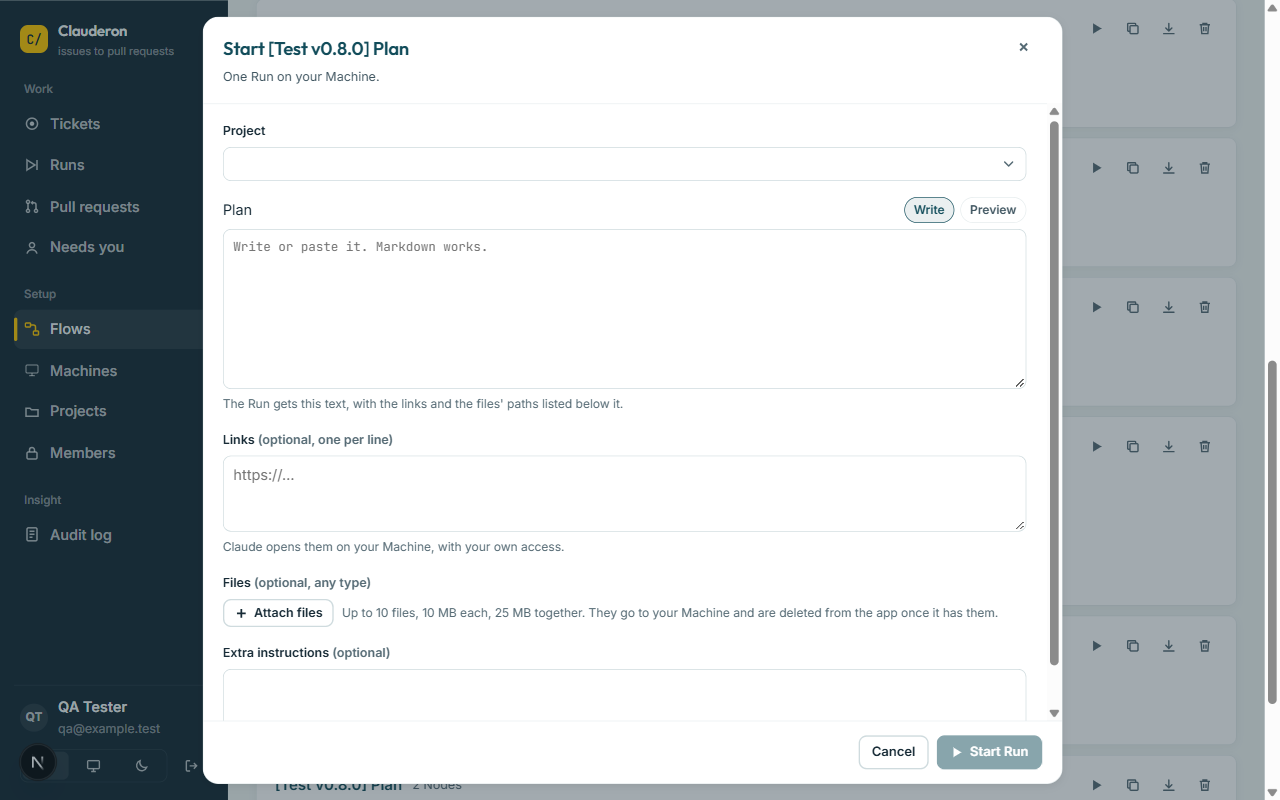 C/
Clauderon
issues to pull requests
Work
Tickets
Runs
Pull requests
Needs you
Setup
Flows
Machines
Projects
Members
Insight
Audit log
QT
QA Tester
qa@example.test
N
Start [Test v0.8.0] Plan
One Run on your Machine.
Project
Plan
Write
Preview
Write or paste it. Markdown works.
The Run gets this text, with the links and the files' paths listed below it.
Links (optional, one per line)
https://...
Claude opens them on your Machine, with your own access.
Files (optional, any type)
+ Attach files
Up to 10 files, 10 MB each, 25 MB together. They go to your Machine and are deleted from the app once it has them.
Extra instructions (optional)
Cancel
Start Run
[Test v0.8.0] Plan 2 Nodes